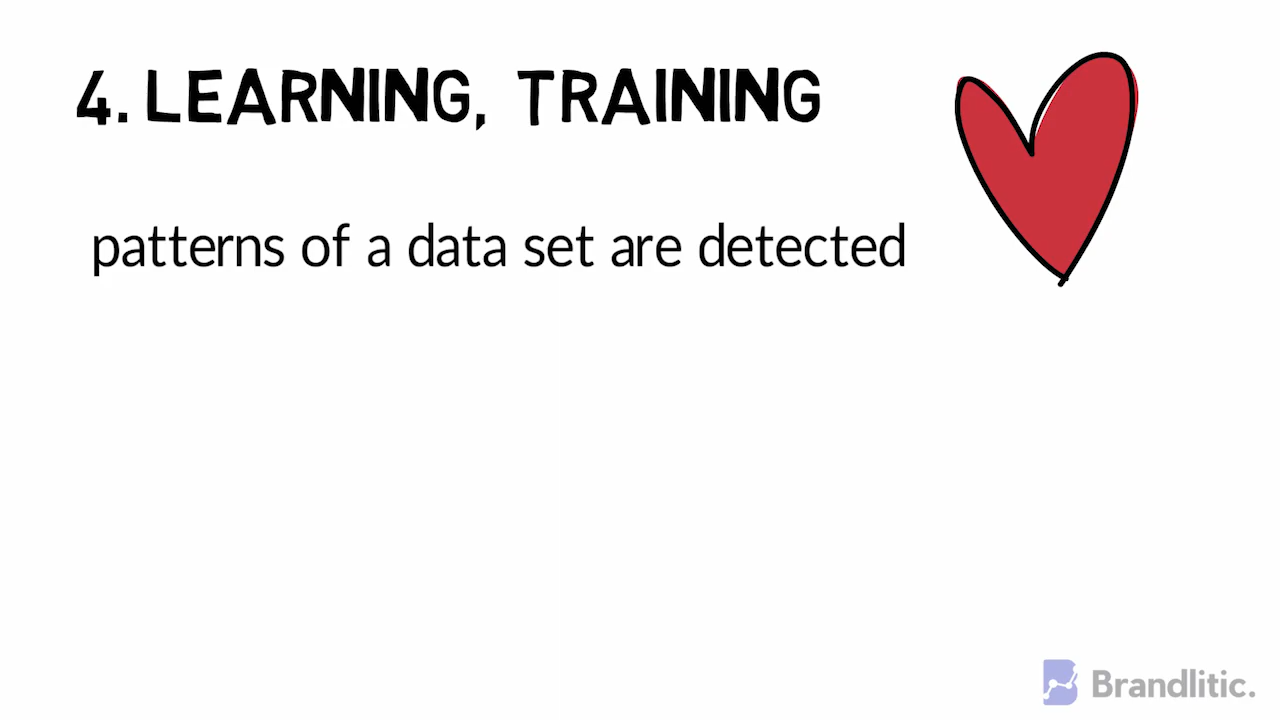 4. LEARNING, TRAINING
patterns of a data set are detected
Brandlitic.